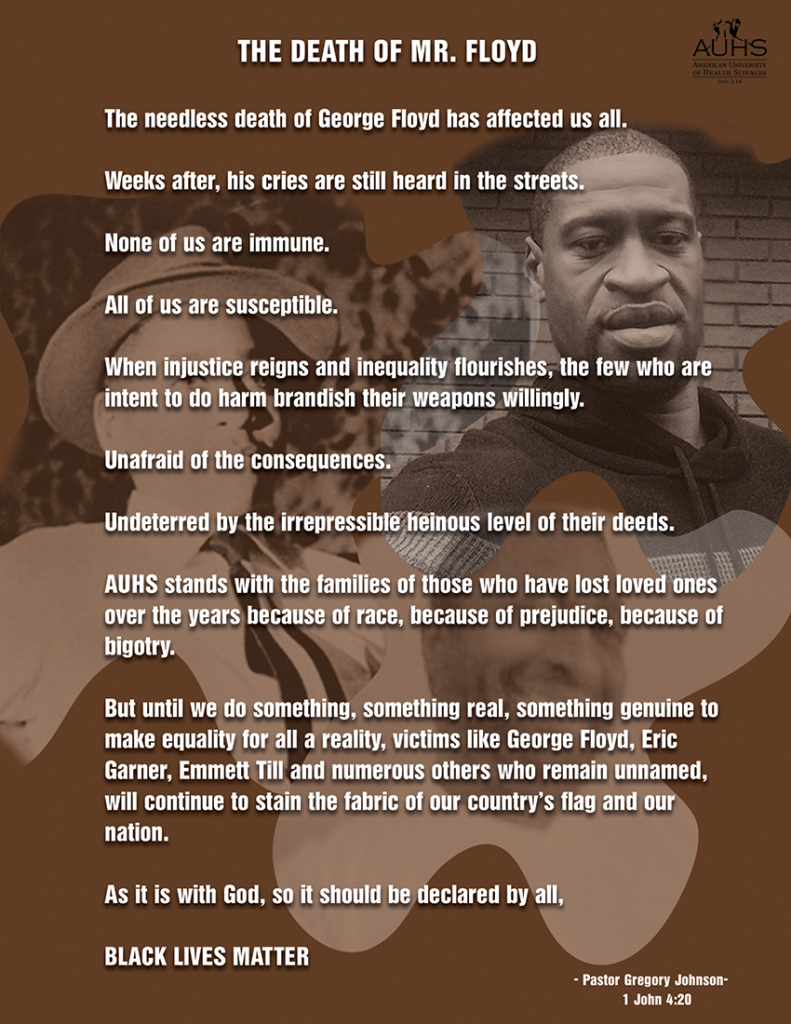 THE DEATH OF MR. FLOYD
AUHS
AMERICAN UNIVERSITY
OF HEALTH SCIENCES
The needless death of George Floyd has affected us all.
Weeks after, his cries are still heard in the streets.
None of us are immune.
All of us are susceptible.
When injustice reigns and inequality flourishes, the few who are
intent to do harm brandish their weapons willingly.
Unafraid of the consequences.
Undeterred by the irrepressible heinous level of their deeds.
AUHS stands with the families of those who have lost loved ones
over the years because of race, because of prejudice, because of
bigotry.
But until we do something, something real, something genuine to
make equality for all a reality, victims like George Floyd, Eric
Garner, Emmett Till and numerous others who remain unnamed,
will continue to stain the fabric of our country's flag and our
nation.
As it is with God, so it should be declared by all,
BLACK LIVES MATTER
- Pastor Gregory Johnson-
1 John 4:20